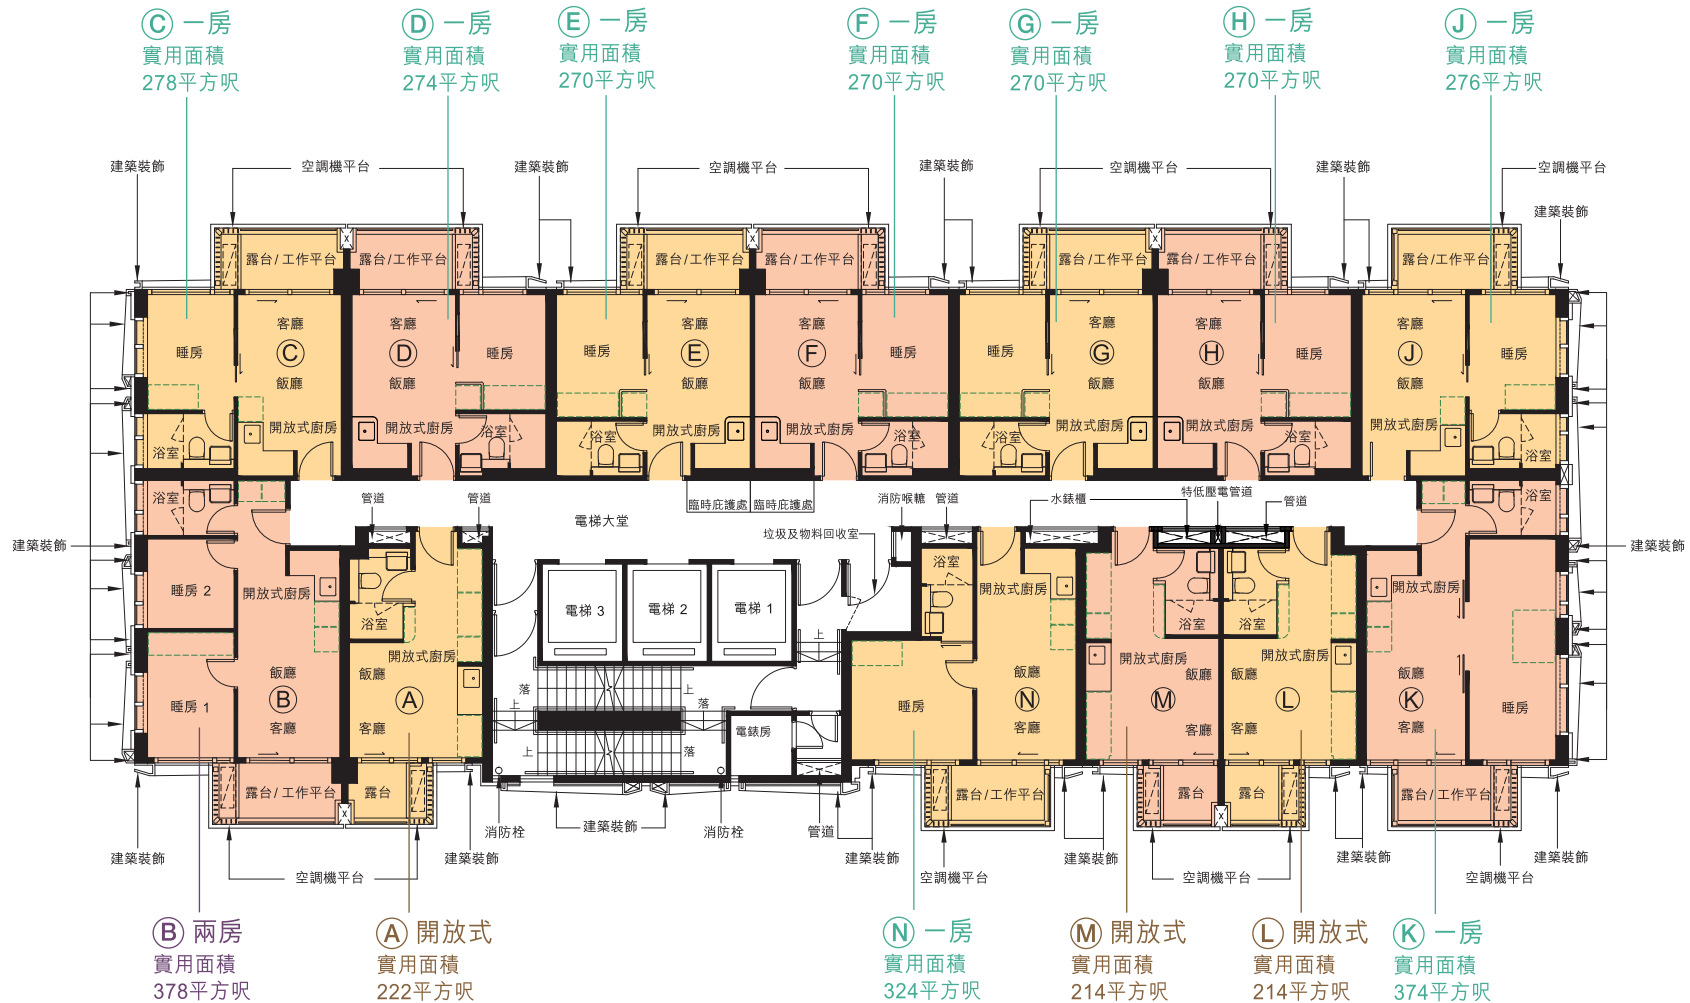 C 一房
實用面積
278平方呎
D 一房
實用面積
274平方呎
E 一房
實用面積
270平方呎
F 一房
實用面積
270平方呎
G 一房
實用面積
270平方呎
H 一房
實用面積
270平方呎
J 一房
實用面積
276平方呎
建築裝飾
空調機平台
建築裝飾
空調機平台
建築裝飾
空調機平台
建築裝飾
空調機平台
建築裝飾
X
X
X
露台/工作平台
露台/工作平台
露台/工作平台
露台/工作平台
露台/工作平台
露台/工作平台
露台/工作平台
睡房
客廳
C
飯廳
開放式廚房
浴室
客廳
D
飯廳
睡房
開放式廚房
浴室
睡房
客廳
E
飯廳
浴室
開放式廚房
客廳
F
飯廳
睡房
開放式廚房
浴室
睡房
客廳
G
飯廳
浴室
開放式廚房
客廳
H
飯廳
睡房
開放式廚房
浴室
客廳
J
飯廳
睡房
開放式廚房
浴室
浴室
管道
管道
電梯大堂
臨時庇護處
臨時庇護處
消防喉轆
管道
水錶櫃
特低壓電管道
管道
浴室
垃圾及物料回收室
建築裝飾
建築裝飾
睡房 2
開放式廚房
浴室
開放式廚房
電梯 3
電梯 2
電梯 1
上
浴室
開放式廚房
浴室
開放式廚房
浴室
開放式廚房
開放式廚房
睡房 1
飯廳
B
客廳
飯廳
A
客廳
落
上
上
落
上
落
電錶房
睡房
飯廳
N
客廳
飯廳
M
客廳
飯廳
L
客廳
飯廳
K
客廳
睡房
露台/工作平台
露台
X
露台/工作平台
露台
露台
X
露台/工作平台
消防栓
建築裝飾
消防栓
管道
建築裝飾
空調機平台
建築裝飾
建築裝飾
空調機平台
建築裝飾
空調機平台
建築裝飾
空調機平台
建築裝飾
B 兩房
實用面積
378平方呎
A 開放式
實用面積
222平方呎
N 一房
實用面積
324平方呎
M 開放式
實用面積
214平方呎
L 開放式
實用面積
214平方呎
K 一房
實用面積
374平方呎